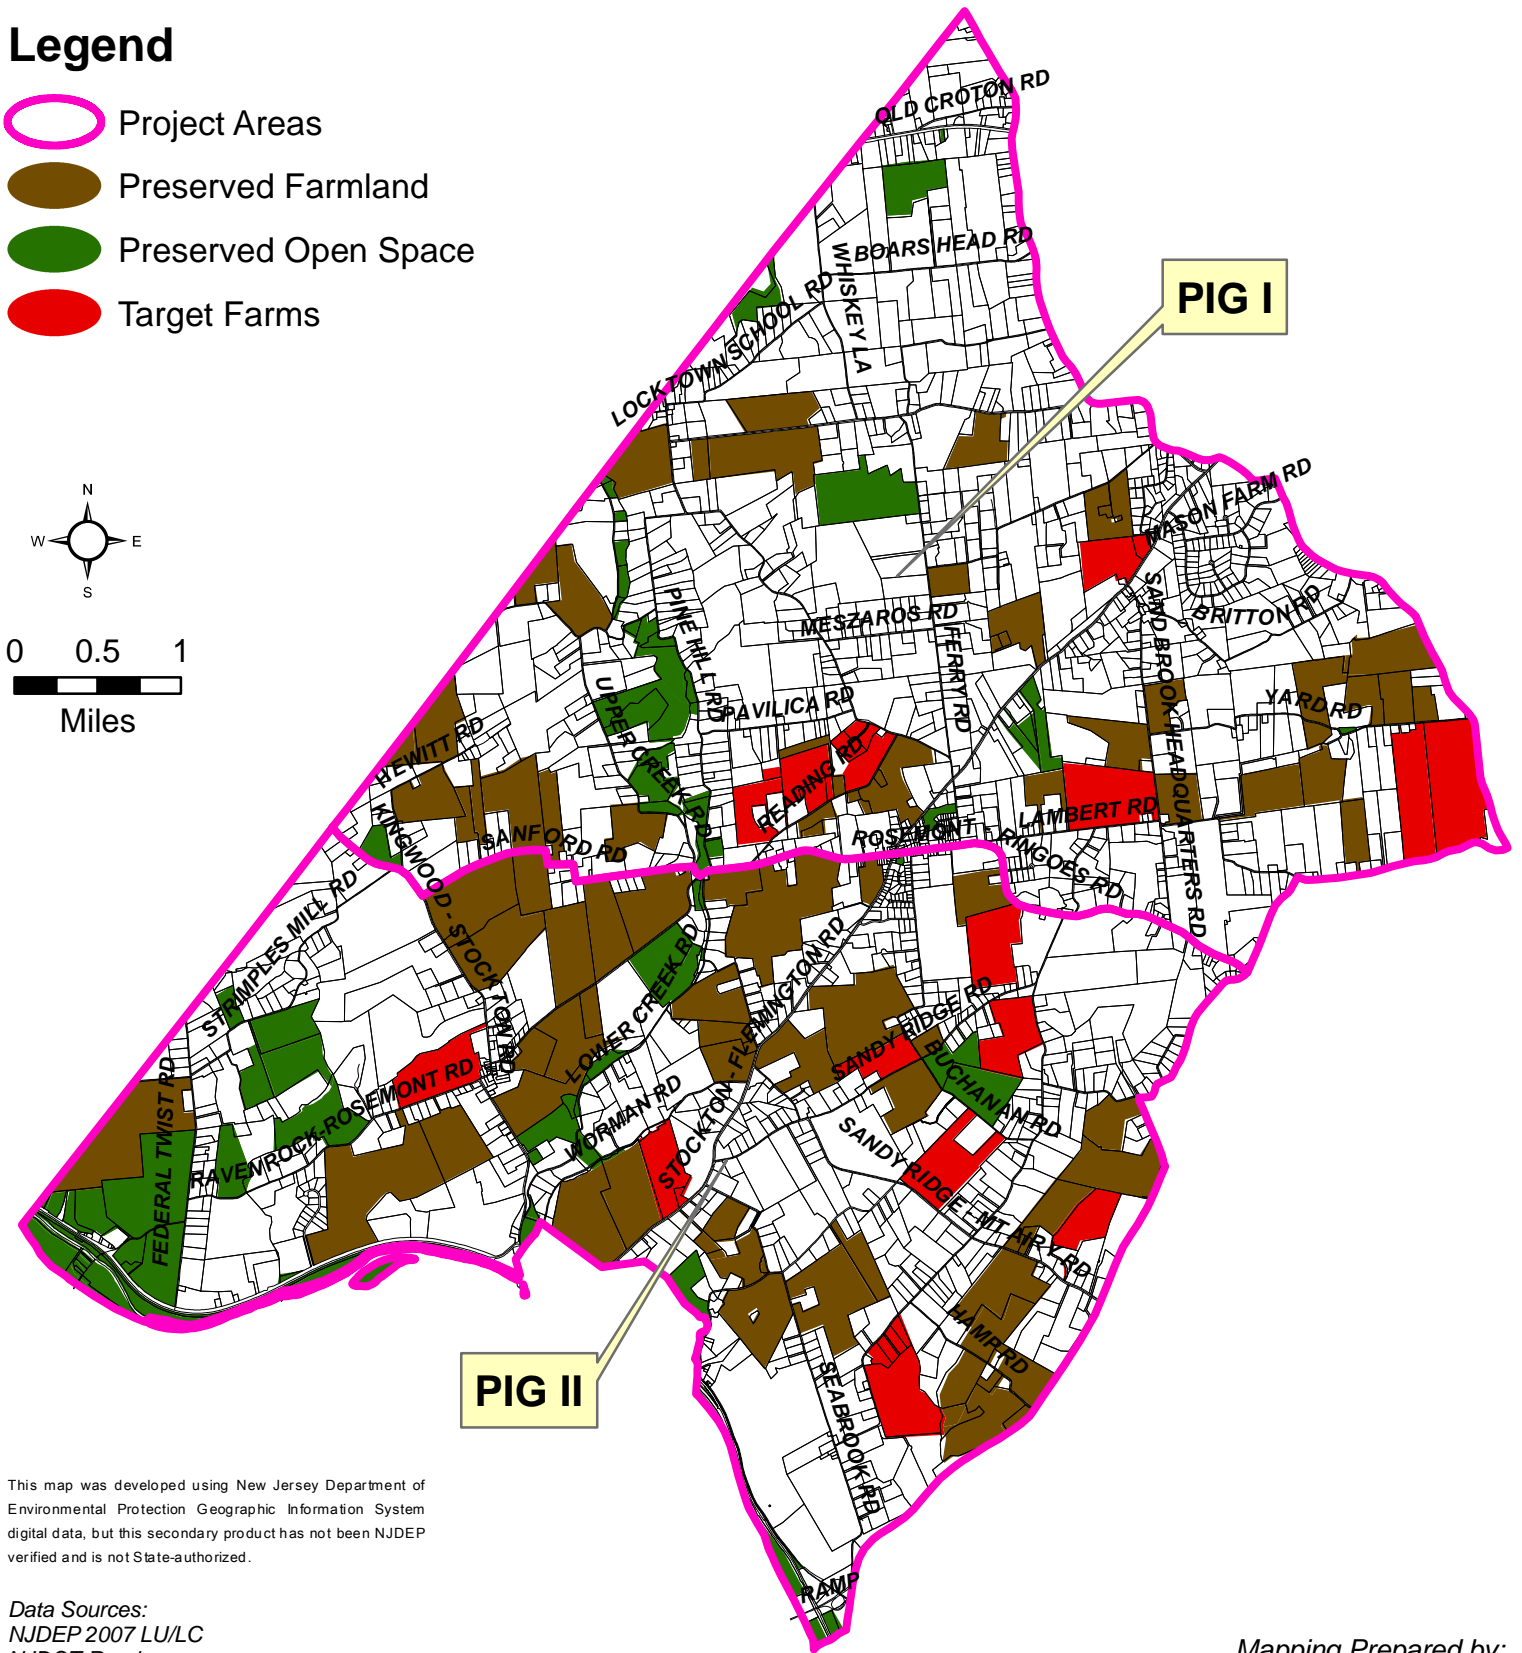 Legend
Project Areas
Preserved Farmland
Preserved Open Space
Target Farms
N
W E
S
0 0.5 1
Miles
OLD CROTON RD
BOARS HEAD RD
WHISKEY LA
LOCKTOWN SCHOOL RD
PIG I
MASON FARM RD
BRITTON RD
SAND BROOK HEADQUARTERS RD
MESZAROS RD
FERRY RD
PINE HILL RD
UPPER CREEK RD
PAVILICA RD
YARD RD
HEWITT RD
READING RD
LAMBERT RD
KINGWOOD - STOCKTON RD
SANFORD RD
ROSEMONT - RINGOES RD
STRIMPLES MILL RD
LOWER CREEK RD
STOCKTON - FLEMINGTON RD
SANDY RIDGE RD
BUCHANAN RD
FEDERAL TWIST RD
RAVENROCK-ROSEMONT RD
WORMAN RD
SANDY RIDGE - MT AIRY RD
HAMP RD
PIG II
SEABROOK RD
RAMP
This map was developed using New Jersey Department of
Environmental Protection Geographic Information System
digital data, but this secondary product has not been NJDEP
verified and is not State-authorized.
Data Sources:
NJDEP 2007 LU/LC
Mapping Prepared by: